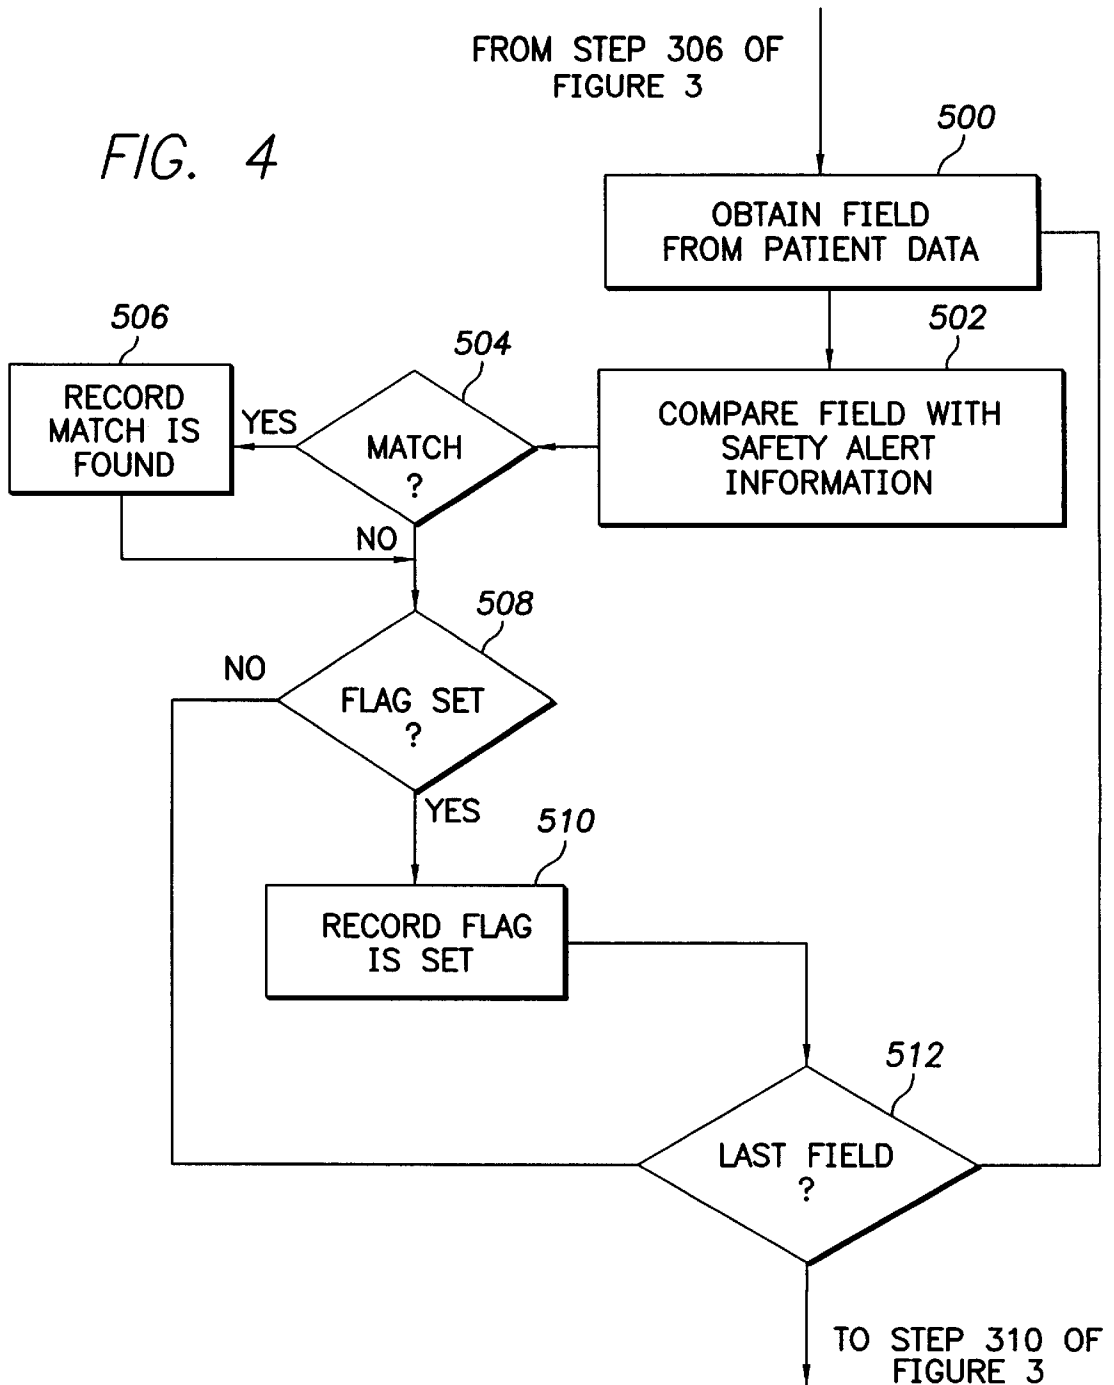 FROM STEP 306 OF
FIGURE 3
FIG. 4
500
OBTAIN FIELD
FROM PATIENT DATA
502
COMPARE FIELD WITH
SAFETY ALERT
INFORMATION
504
MATCH
?
YES
506
RECORD
MATCH IS
FOUND
NO
508
FLAG SET
?
NO
YES
510
RECORD FLAG
IS SET
512
LAST FIELD
?
TO STEP 310 OF
FIGURE 3